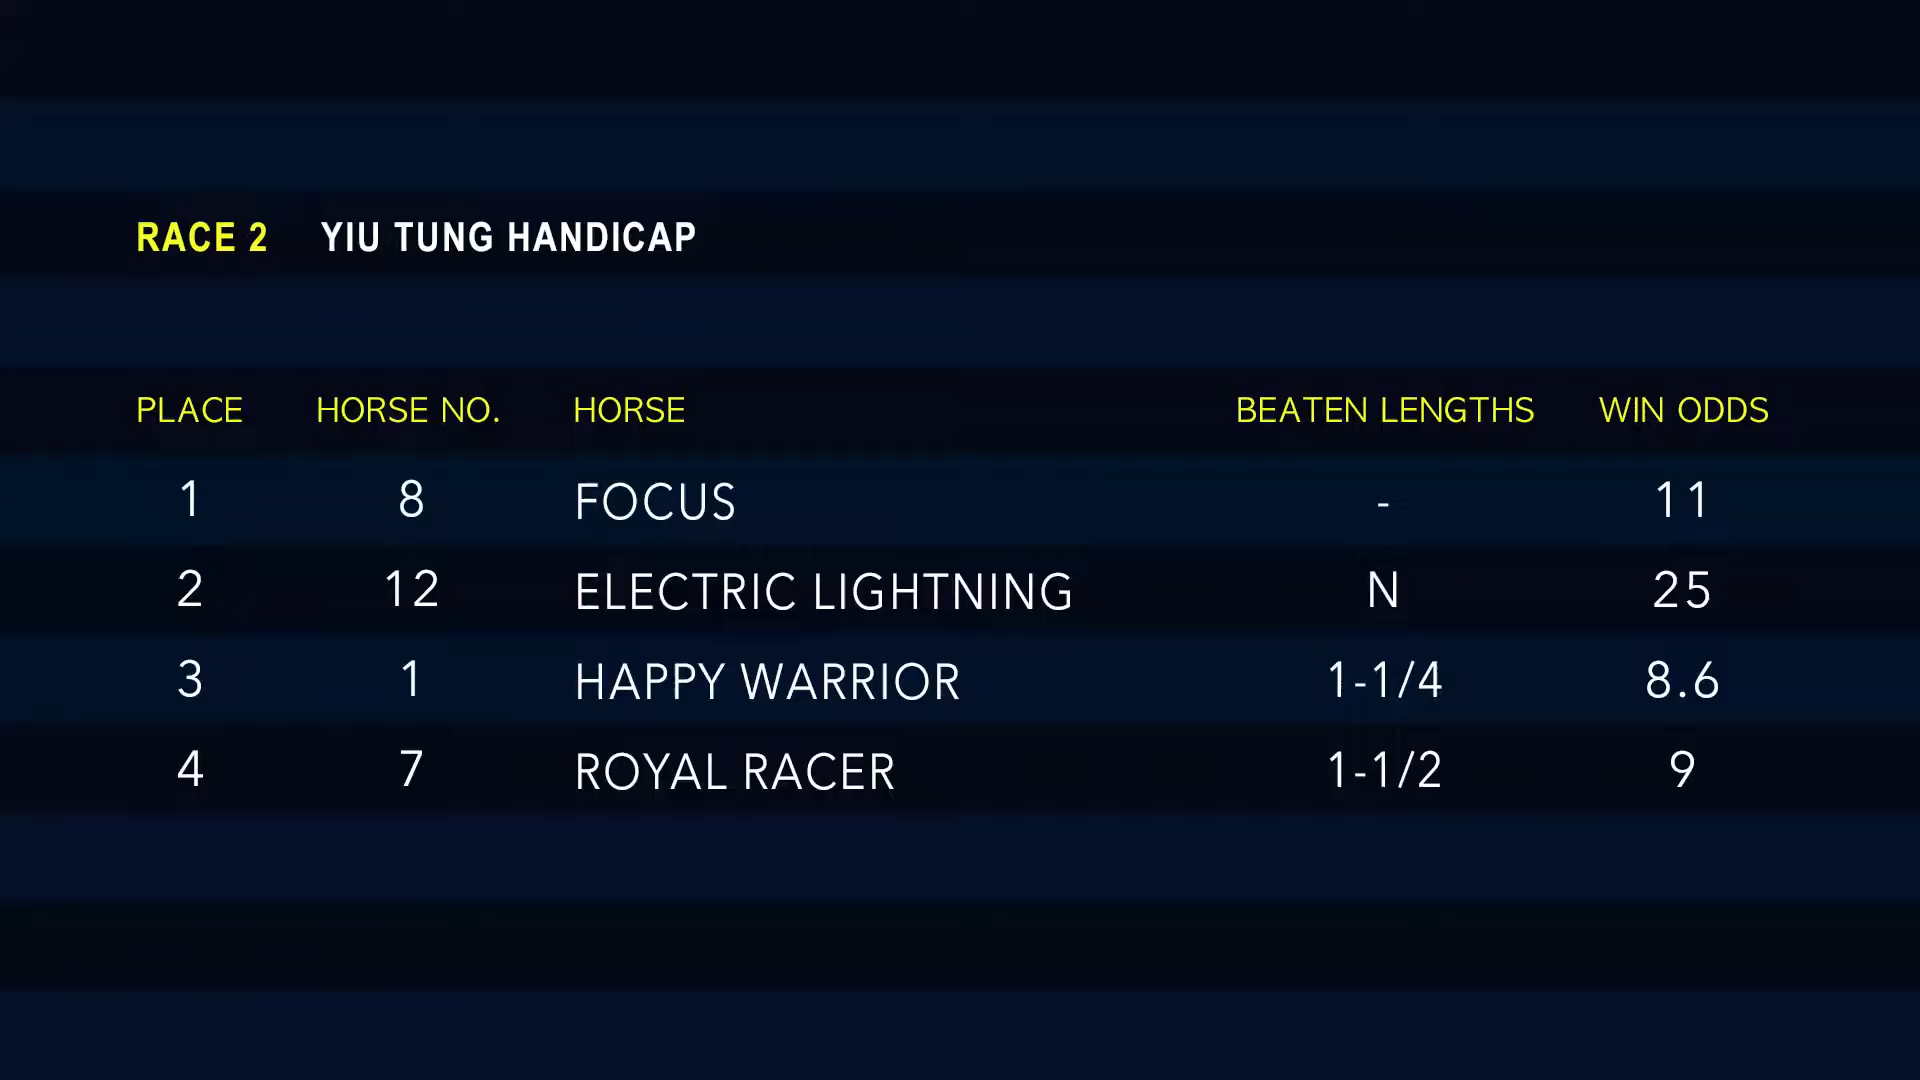 RACE 2 YIU TUNG HANDICAP
PLACE HORSE NO. HORSE BEATEN LENGTHS WIN ODDS
1 8 FOCUS - 11
2 12 ELECTRIC LIGHTNING N 25
3 1 HAPPY WARRIOR 1-1/4 8.6
4 7 ROYAL RACER 1-1/2 9